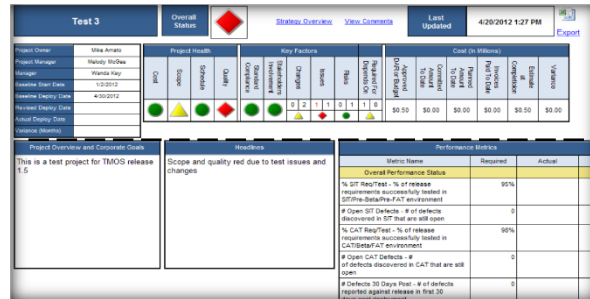 Test 3
Overall Status
Strategy Overview
View Comments
Last Updated
4/20/2012 1:27 PM
Export
Project Owner Mike Amaro
Project Manager Melody McGee
Manager Wanda Key
Baseline Start Date 1/2/2012
Baseline Deploy Date 4/30/2012
Revised Deploy Date
Actual Deploy Date
Variance (Months)
Project Health
Key Factors
Cost (in Millions)
Cost
Scope
Schedule
Quality
Standard Compliance
Stakeholders Involvement
Changes
Issues
Risks
Required For
Depends On
Approved DAR or Budget
Committed Amount To Date
Planned To Date
Invoices Paid To Date
Estimate at Completion
Variance
0 2 1 1 0 1 1 0
$0.50 $0.00 $0.00 $0.00 $0.50 $0.00
Project Overview and Corporate Goals
This is a test project for TMOS release
1.5
Headlines
Scope and quality red due to test issues and
changes
Performance Metrics
Metric Name Required Actual
Overall Performance Status
% SIT Req/Test - % of release
requirements successfully tested in
SIT/Pre-Beta/Pre-FAT environment
95%
# Open SIT Defects - # of defects
discovered in SIT that are still open
0
% CAT Req/Test - % of release
requirements successfully tested in
CAT/Beta/FAT environment
98%
# Open CAT Defects - #
of defects discovered in CAT that are still
open
0
# Defects 30 Days Post - # of defects
reported against release in first 30
0